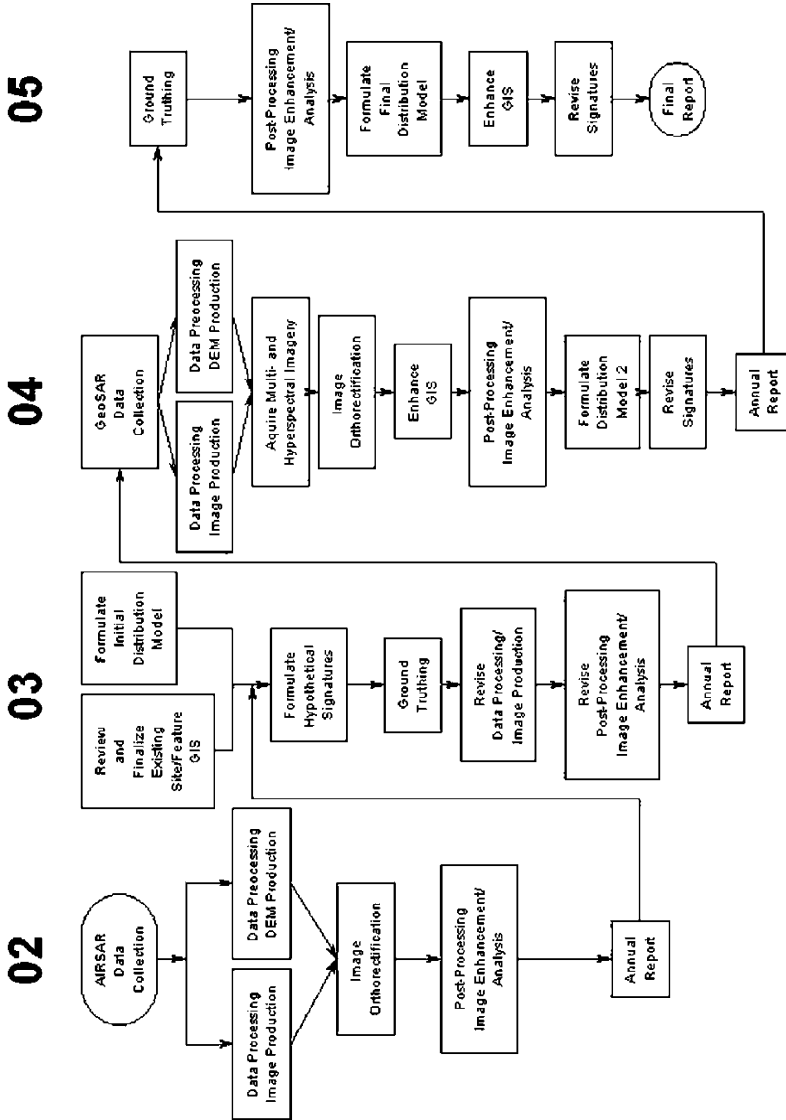 02
AIRSAR
Data
Collection
Data Processing
Image Production
Data Preocessing
DEM Production
Image
Orthorectification
Post-Processing
Image Enhancement/
Analysis
Annual
Report
03
Review
and
Finalize
Existing
Site/Feature
GIS
Formulate
Initial
Distribution
Model
Formulate
Hypothetical
Signatures
Ground
Truthing
Revise
Data Processing/
Image Production
Revise
Post-Processing
Image Enhancement/
Analysis
Annual
Report
04
GeoSAR
Data
Collection
Data Processing
Image Production
Data Preocessing
DEM Production
Aquire Multi- and
Hyperspectral Imagery
Image
Orthorectification
Enhance
GIS
Post-Processing
Image Enhancement/
Analysis
Formulate
Distribution
Model 2
Revise
Signatures
Annual
Report
05
Ground
Truthing
Post-Processing
Image Enhancement/
Analysis
Formulate
Final
Distribution
Model
Enhance
GIS
Revise
Signatures
Final
Report